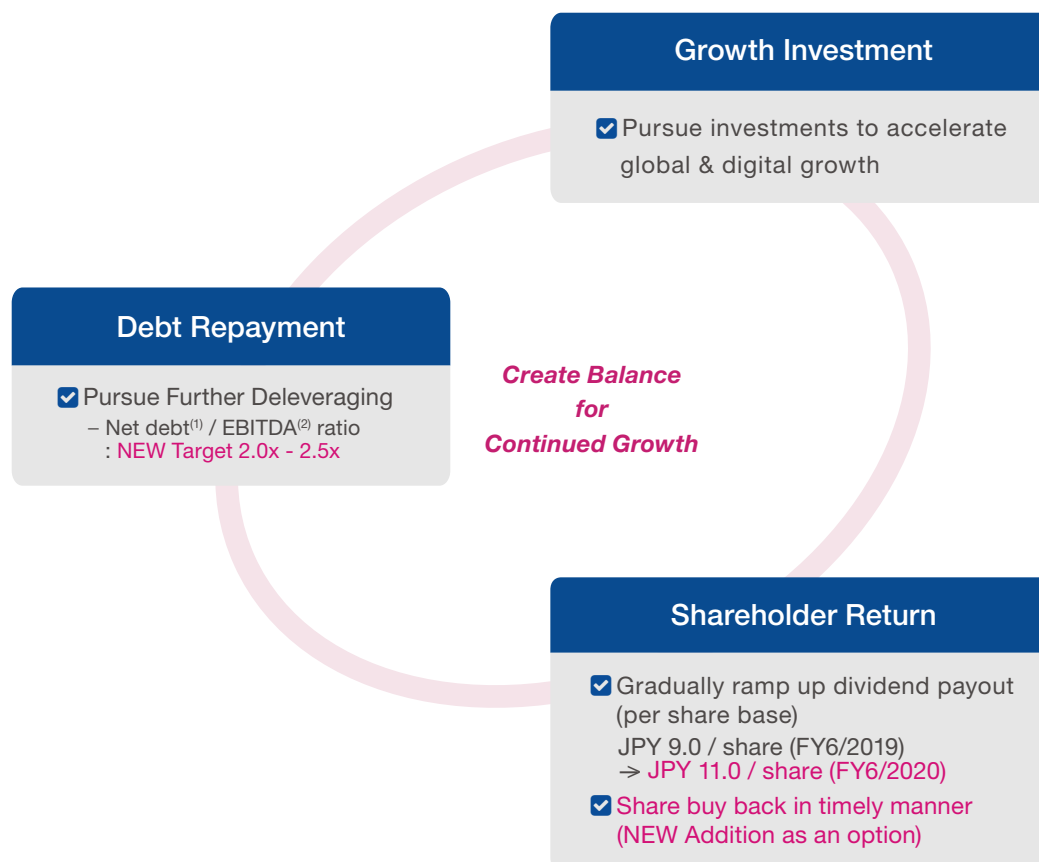 Growth Investment
Pursue investments to accelerate
global & digital growth
Debt Repayment
Pursue Further Deleveraging
– Net debt(1) / EBITDA(2) ratio
: NEW Target 2.0x - 2.5x
Create Balance
for
Continued Growth
Shareholder Return
Gradually ramp up dividend payout
(per share base)
JPY 9.0 / share (FY6/2019)
→ JPY 11.0 / share (FY6/2020)
Share buy back in timely manner
(NEW Addition as an option)